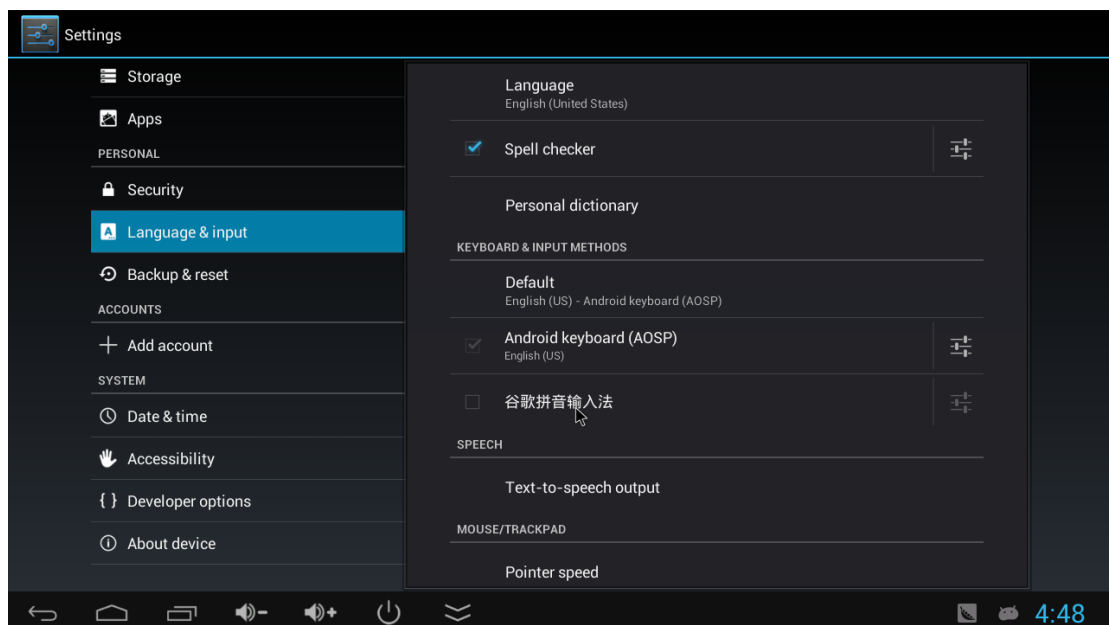 Settings
Storage
Apps
PERSONAL
Security
Language & input
Backup & reset
ACCOUNTS
Add account
SYSTEM
Date & time
Accessibility
{ } Developer options
About device
Language
English (United States)
Spell checker
Personal dictionary
KEYBOARD & INPUT METHODS
Default
English (US) - Android keyboard (AOSP)
Android keyboard (AOSP)
English (US)
谷歌拼音输入法
SPEECH
Text-to-speech output
MOUSE/TRACKPAD
Pointer speed
4:48